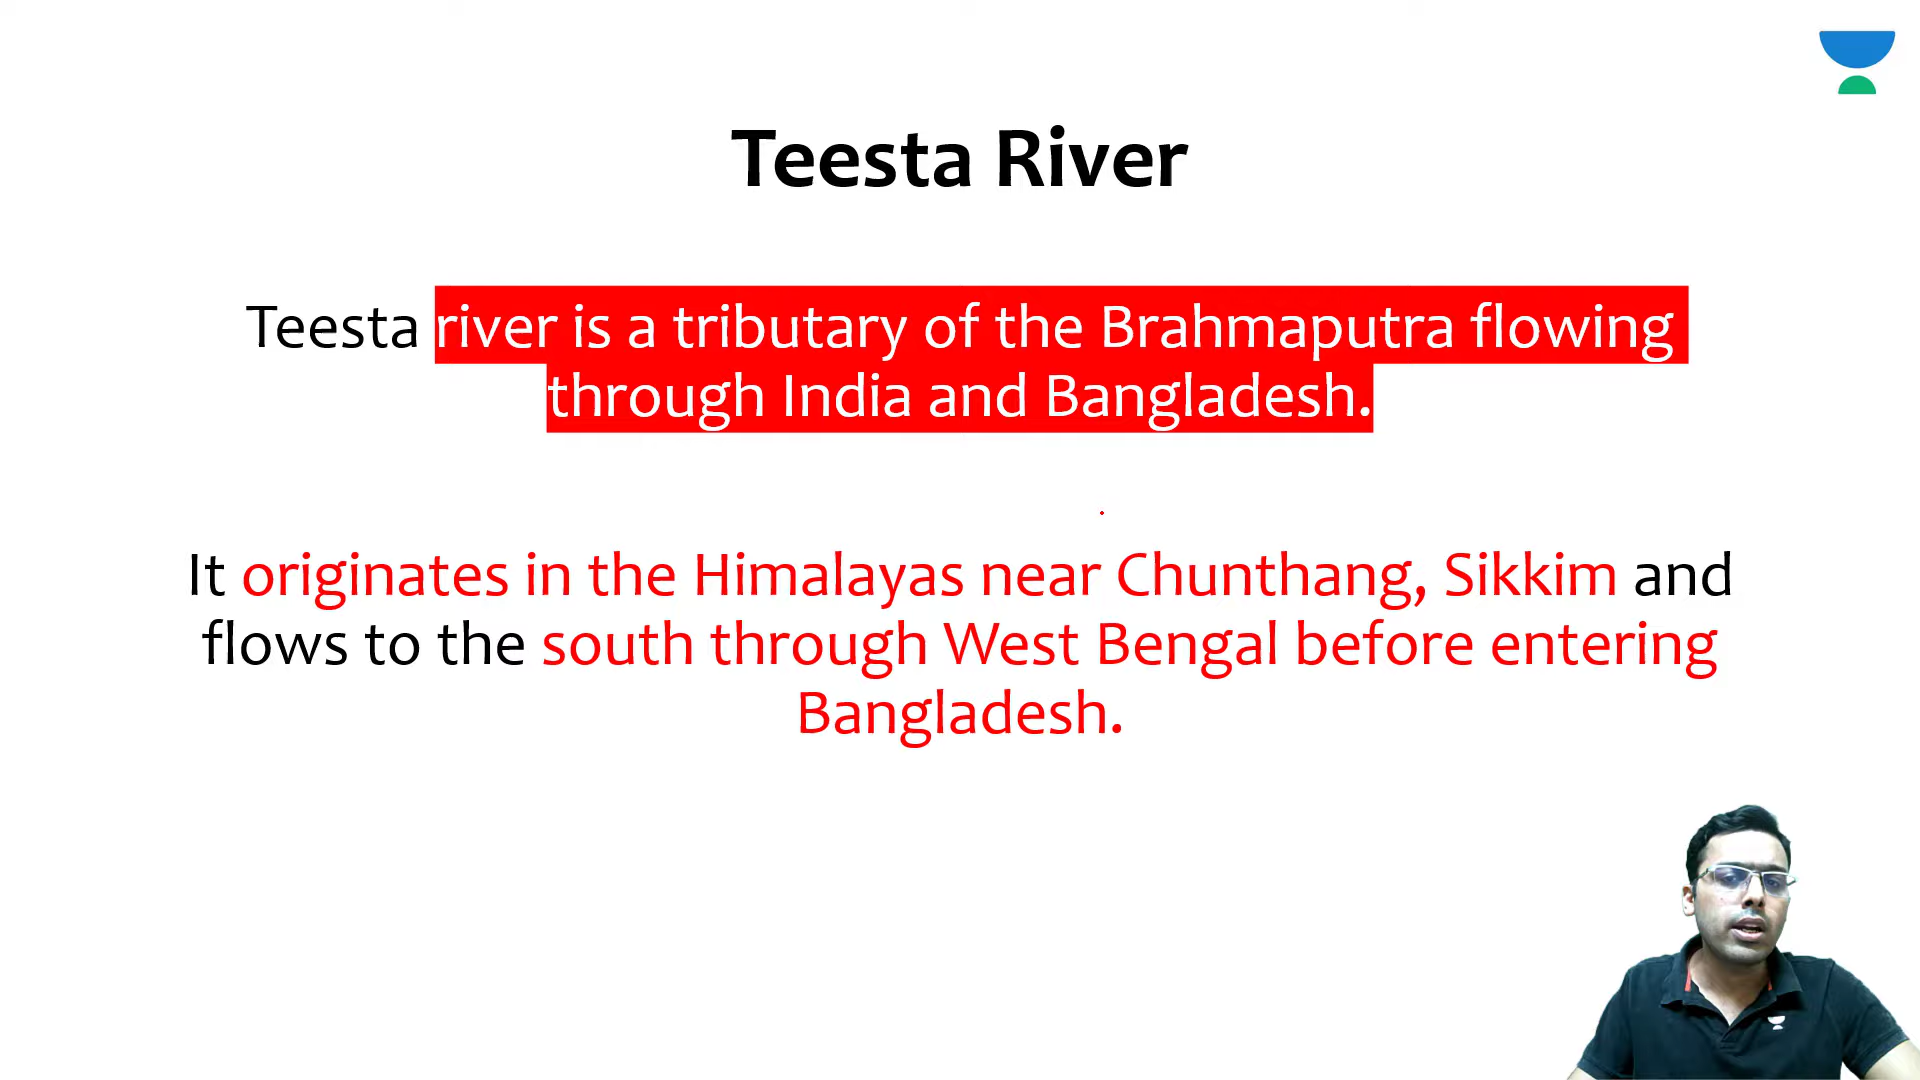 Teesta River
Teesta river is a tributary of the Brahmaputra flowing
through India and Bangladesh.
It originates in the Himalayas near Chunthang, Sikkim and
flows to the south through West Bengal before entering
Bangladesh.